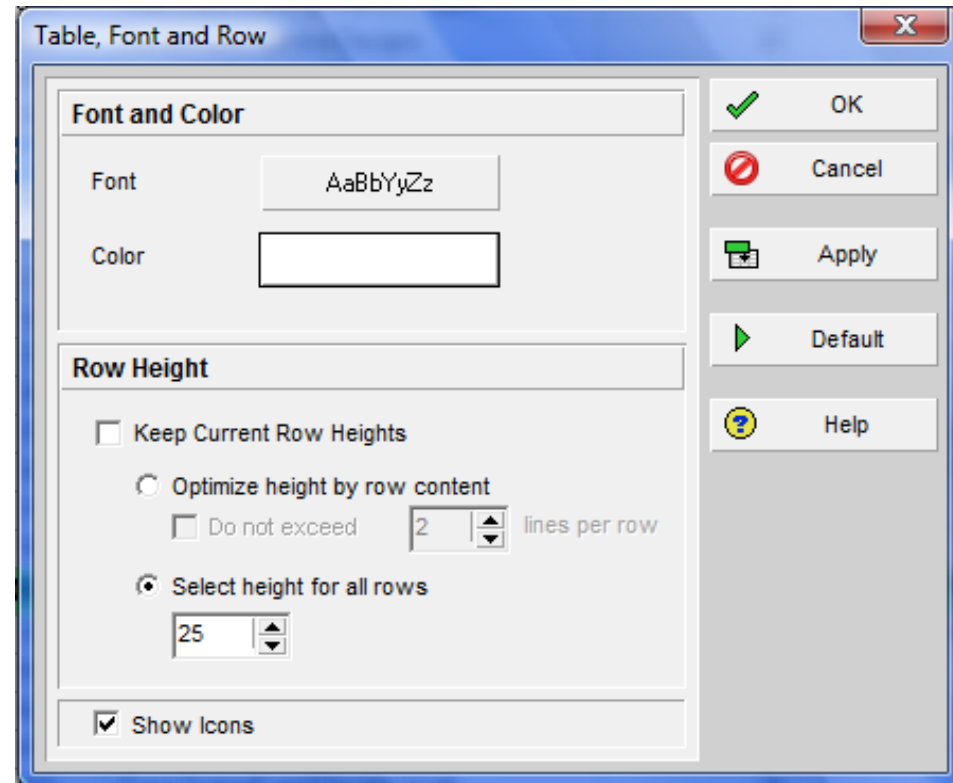 Table, Font and Row
Font and Color
Font AaBbYyZz
Color
Row Height
Keep Current Row Heights
Optimize height by row content
Do not exceed 2 lines per row
Select height for all rows
25
Show Icons
OK
Cancel
Apply
Default
Help